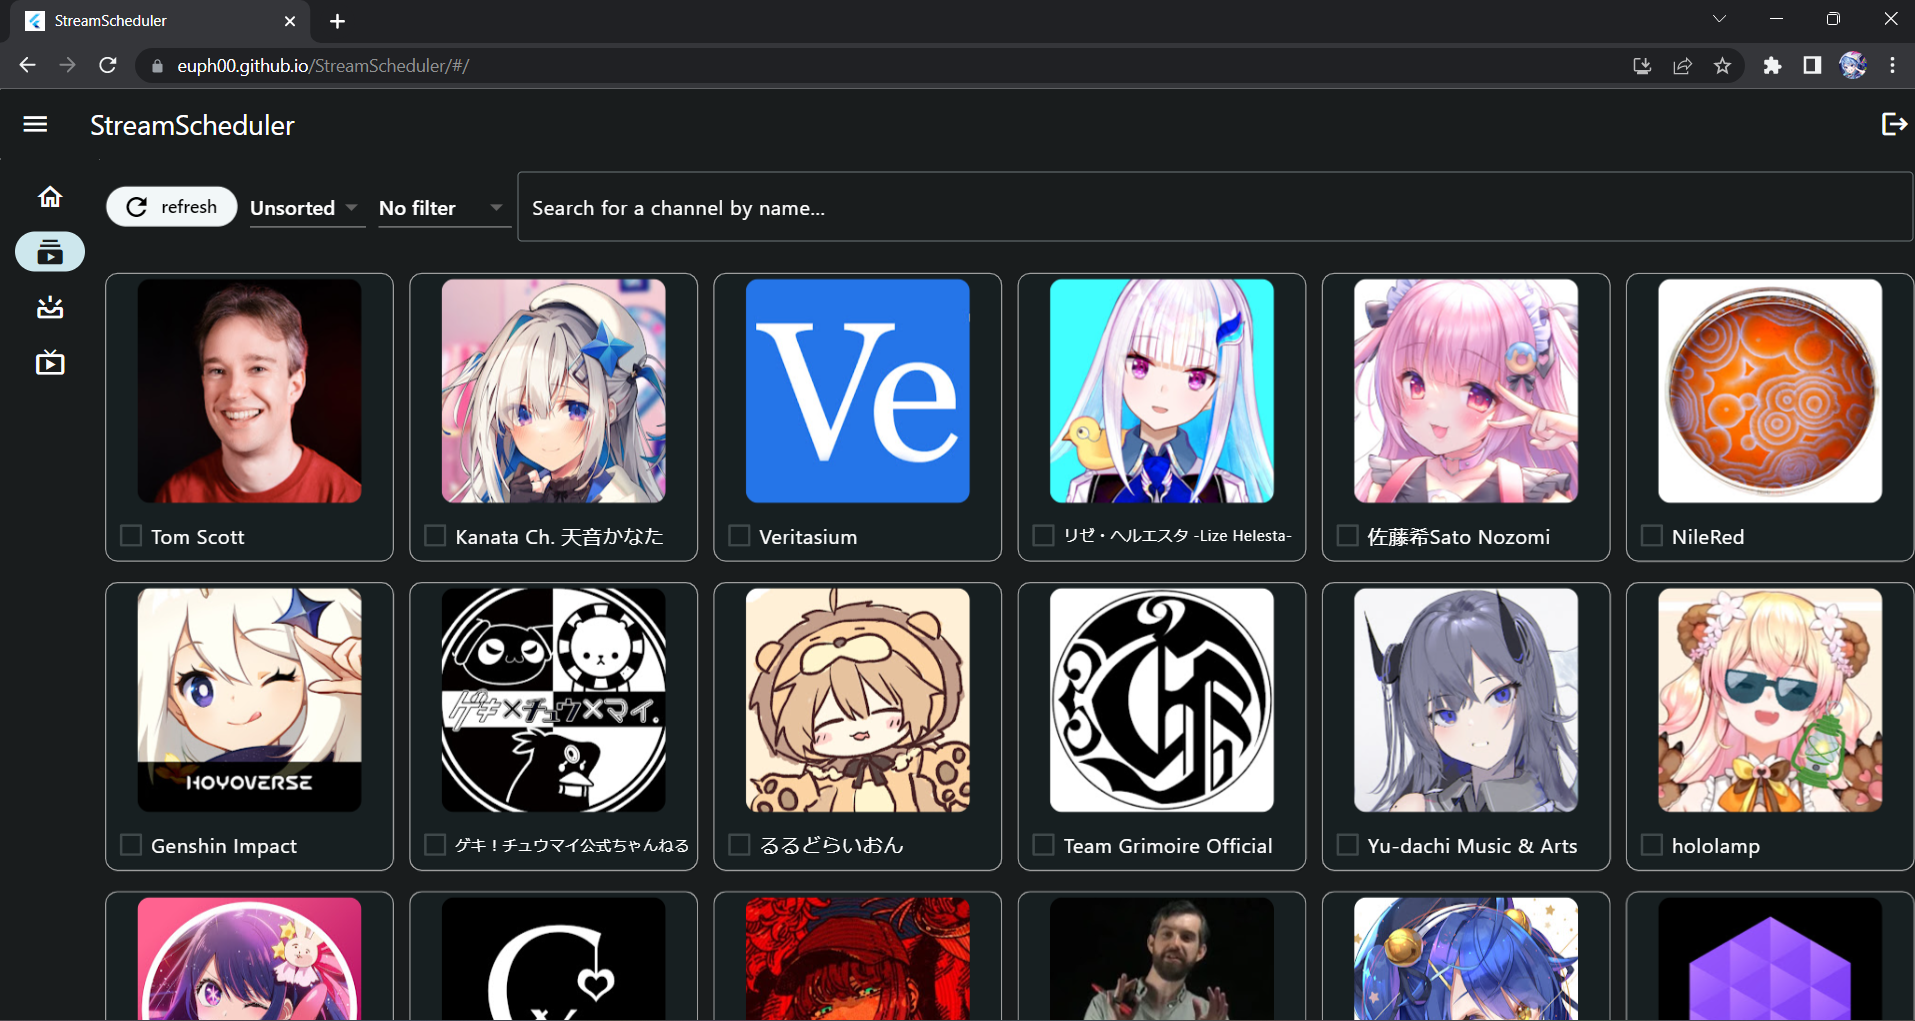 StreamScheduler
euph00.github.io/StreamScheduler/#/
StreamScheduler
refresh
Unsorted
No filter
Search for a channel by name...
Ve
Tom Scott
Kanata Ch. 天音かなた
Veritasium
リゼ・ヘルエスタ -Lize Helesta-
佐藤希Sato Nozomi
NileRed
HOYOVERSE
ゲキ×チュウ×マイ.
Genshin Impact
ゲキ！チュウマイ公式ちゃんねる
るるどらいおん
Team Grimoire Official
Yu-dachi Music & Arts
hololamp